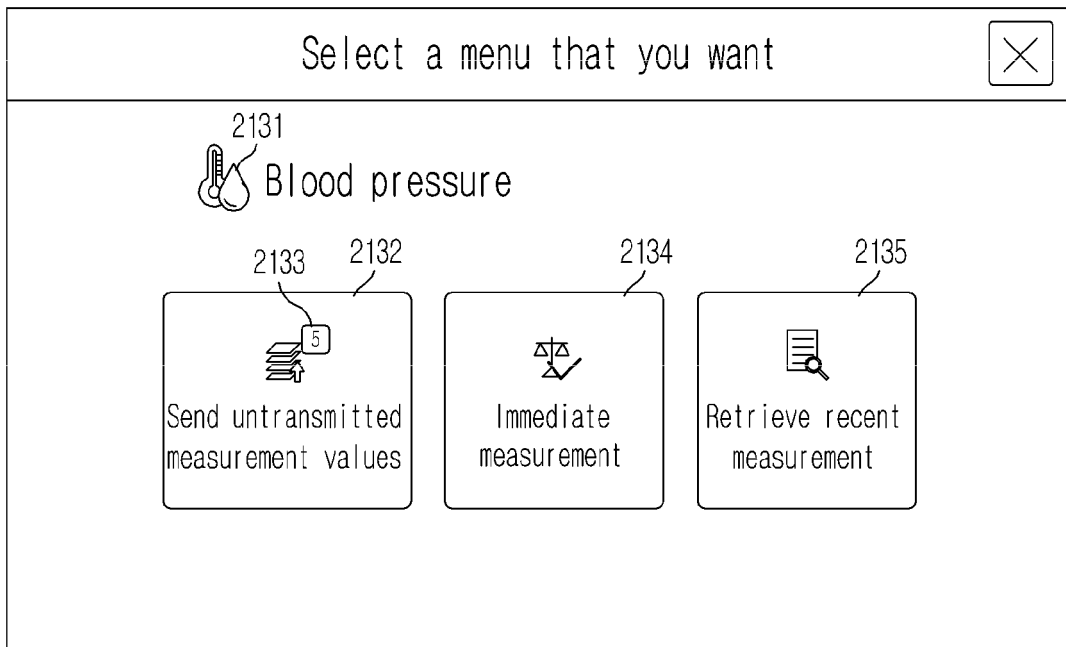 Select a menu that you want
2131
Blood pressure
2133
2132
2134
2135
5
Send untransmitted
measurement values
Immediate
measurement
Retrieve recent
measurement